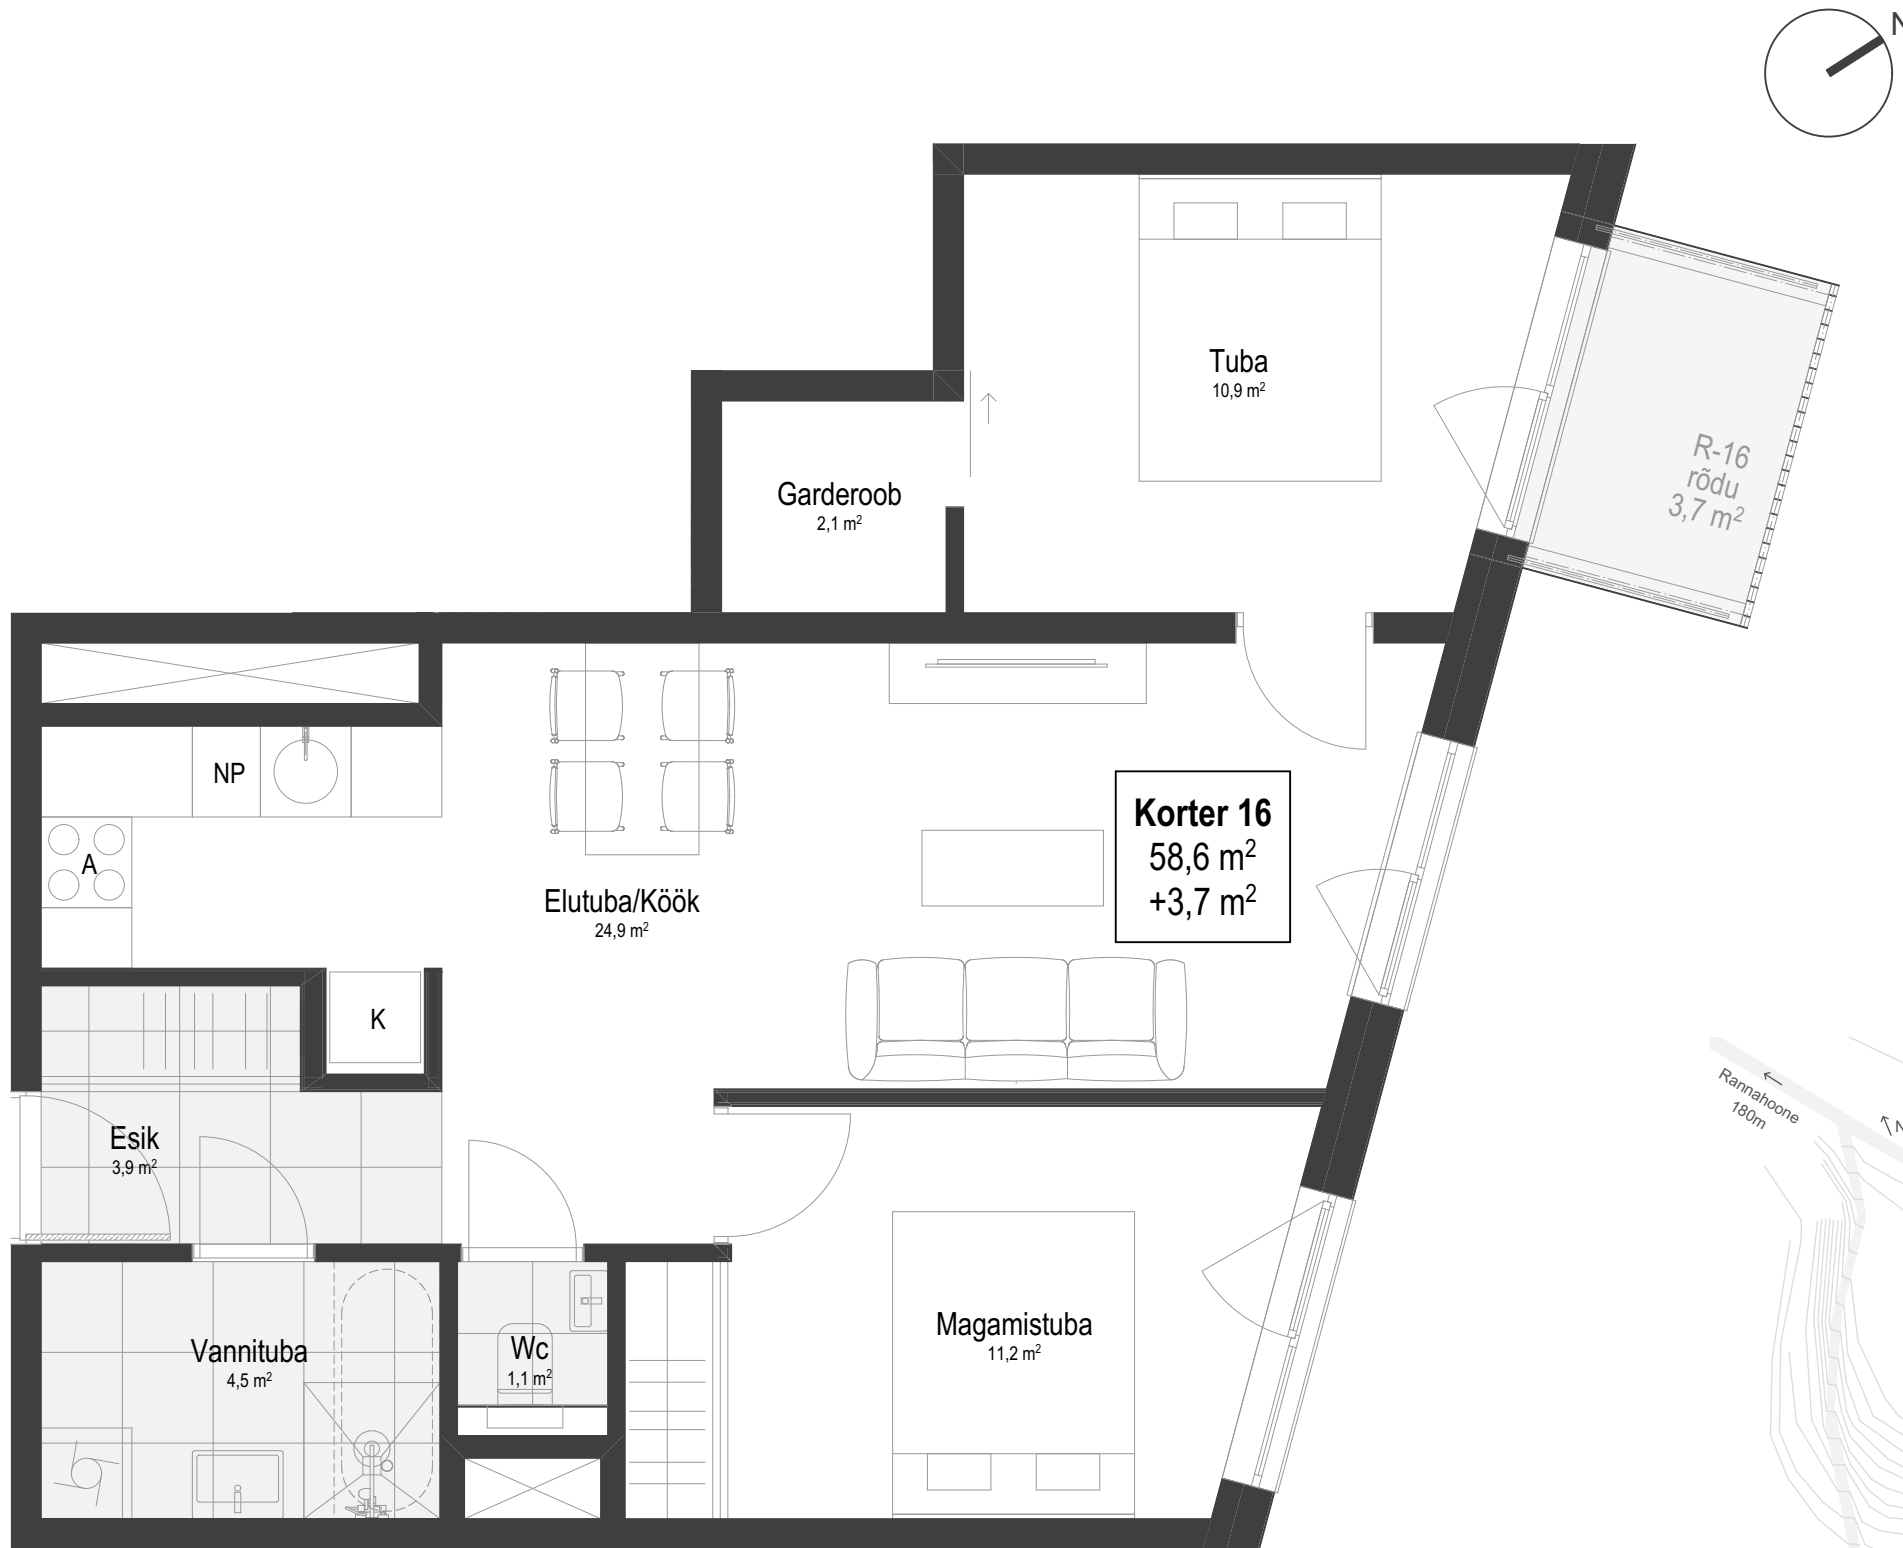 N
Tuba
10,9 m²
R-16
rõdu
3,7 m²
Garderoob
2,1 m²
NP
A
Korter 16
58,6 m²
+3,7 m²
Elutuba/Köök
24,9 m²
K
Rannahoone
180m
N
Esik
3,9 m²
Vannituba
4,5 m²
Wc
1,1 m²
Magamistuba
11,2 m²